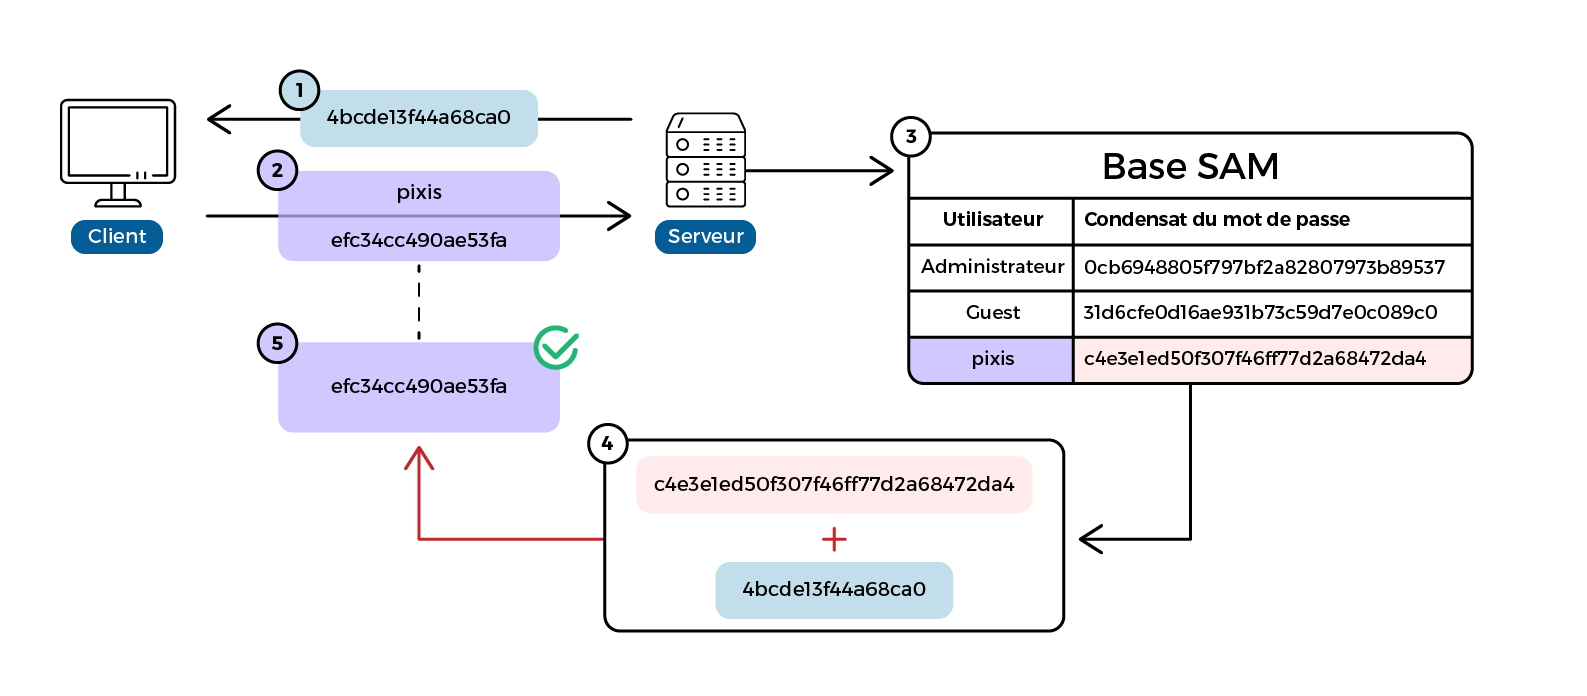 1
4bcde13f44a68ca0
2
pixis
efc34cc490ae53fa
Client
Serveur
3
Base SAM
Utilisateur Condensat du mot de passe
Administrateur 0cb6948805f797bf2a82807973b89537
Guest 31d6cfe0d16ae931b73c59d7e0c089c0
pixis c4e3e1ed50f307f46ff77d2a68472da4
5
efc34cc490ae53fa
4
c4e3e1ed50f307f46ff77d2a68472da4
+
4bcde13f44a68ca0